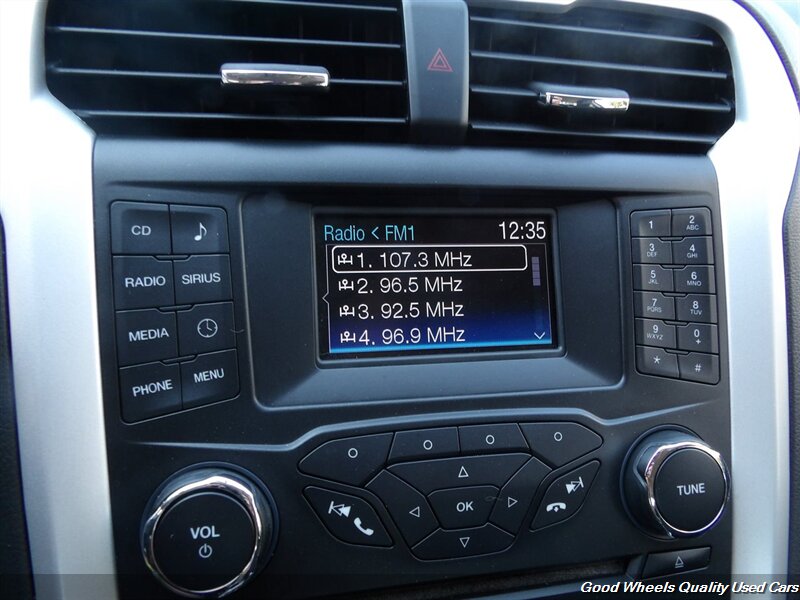 Radio < FM1 12:35
1. 107.3 MHz
2. 96.5 MHz
3. 92.5 MHz
4. 96.9 MHz
CD
RADIO SIRIUS
MEDIA
PHONE MENU
1 2 ABC
3 DEF 4 GHI
5 JKL 6 MNO
7 PQRS 8 TUV
9 WXYZ 0 +
* #
OK
VOL
TUNE
Good Wheels Quality Used Cars